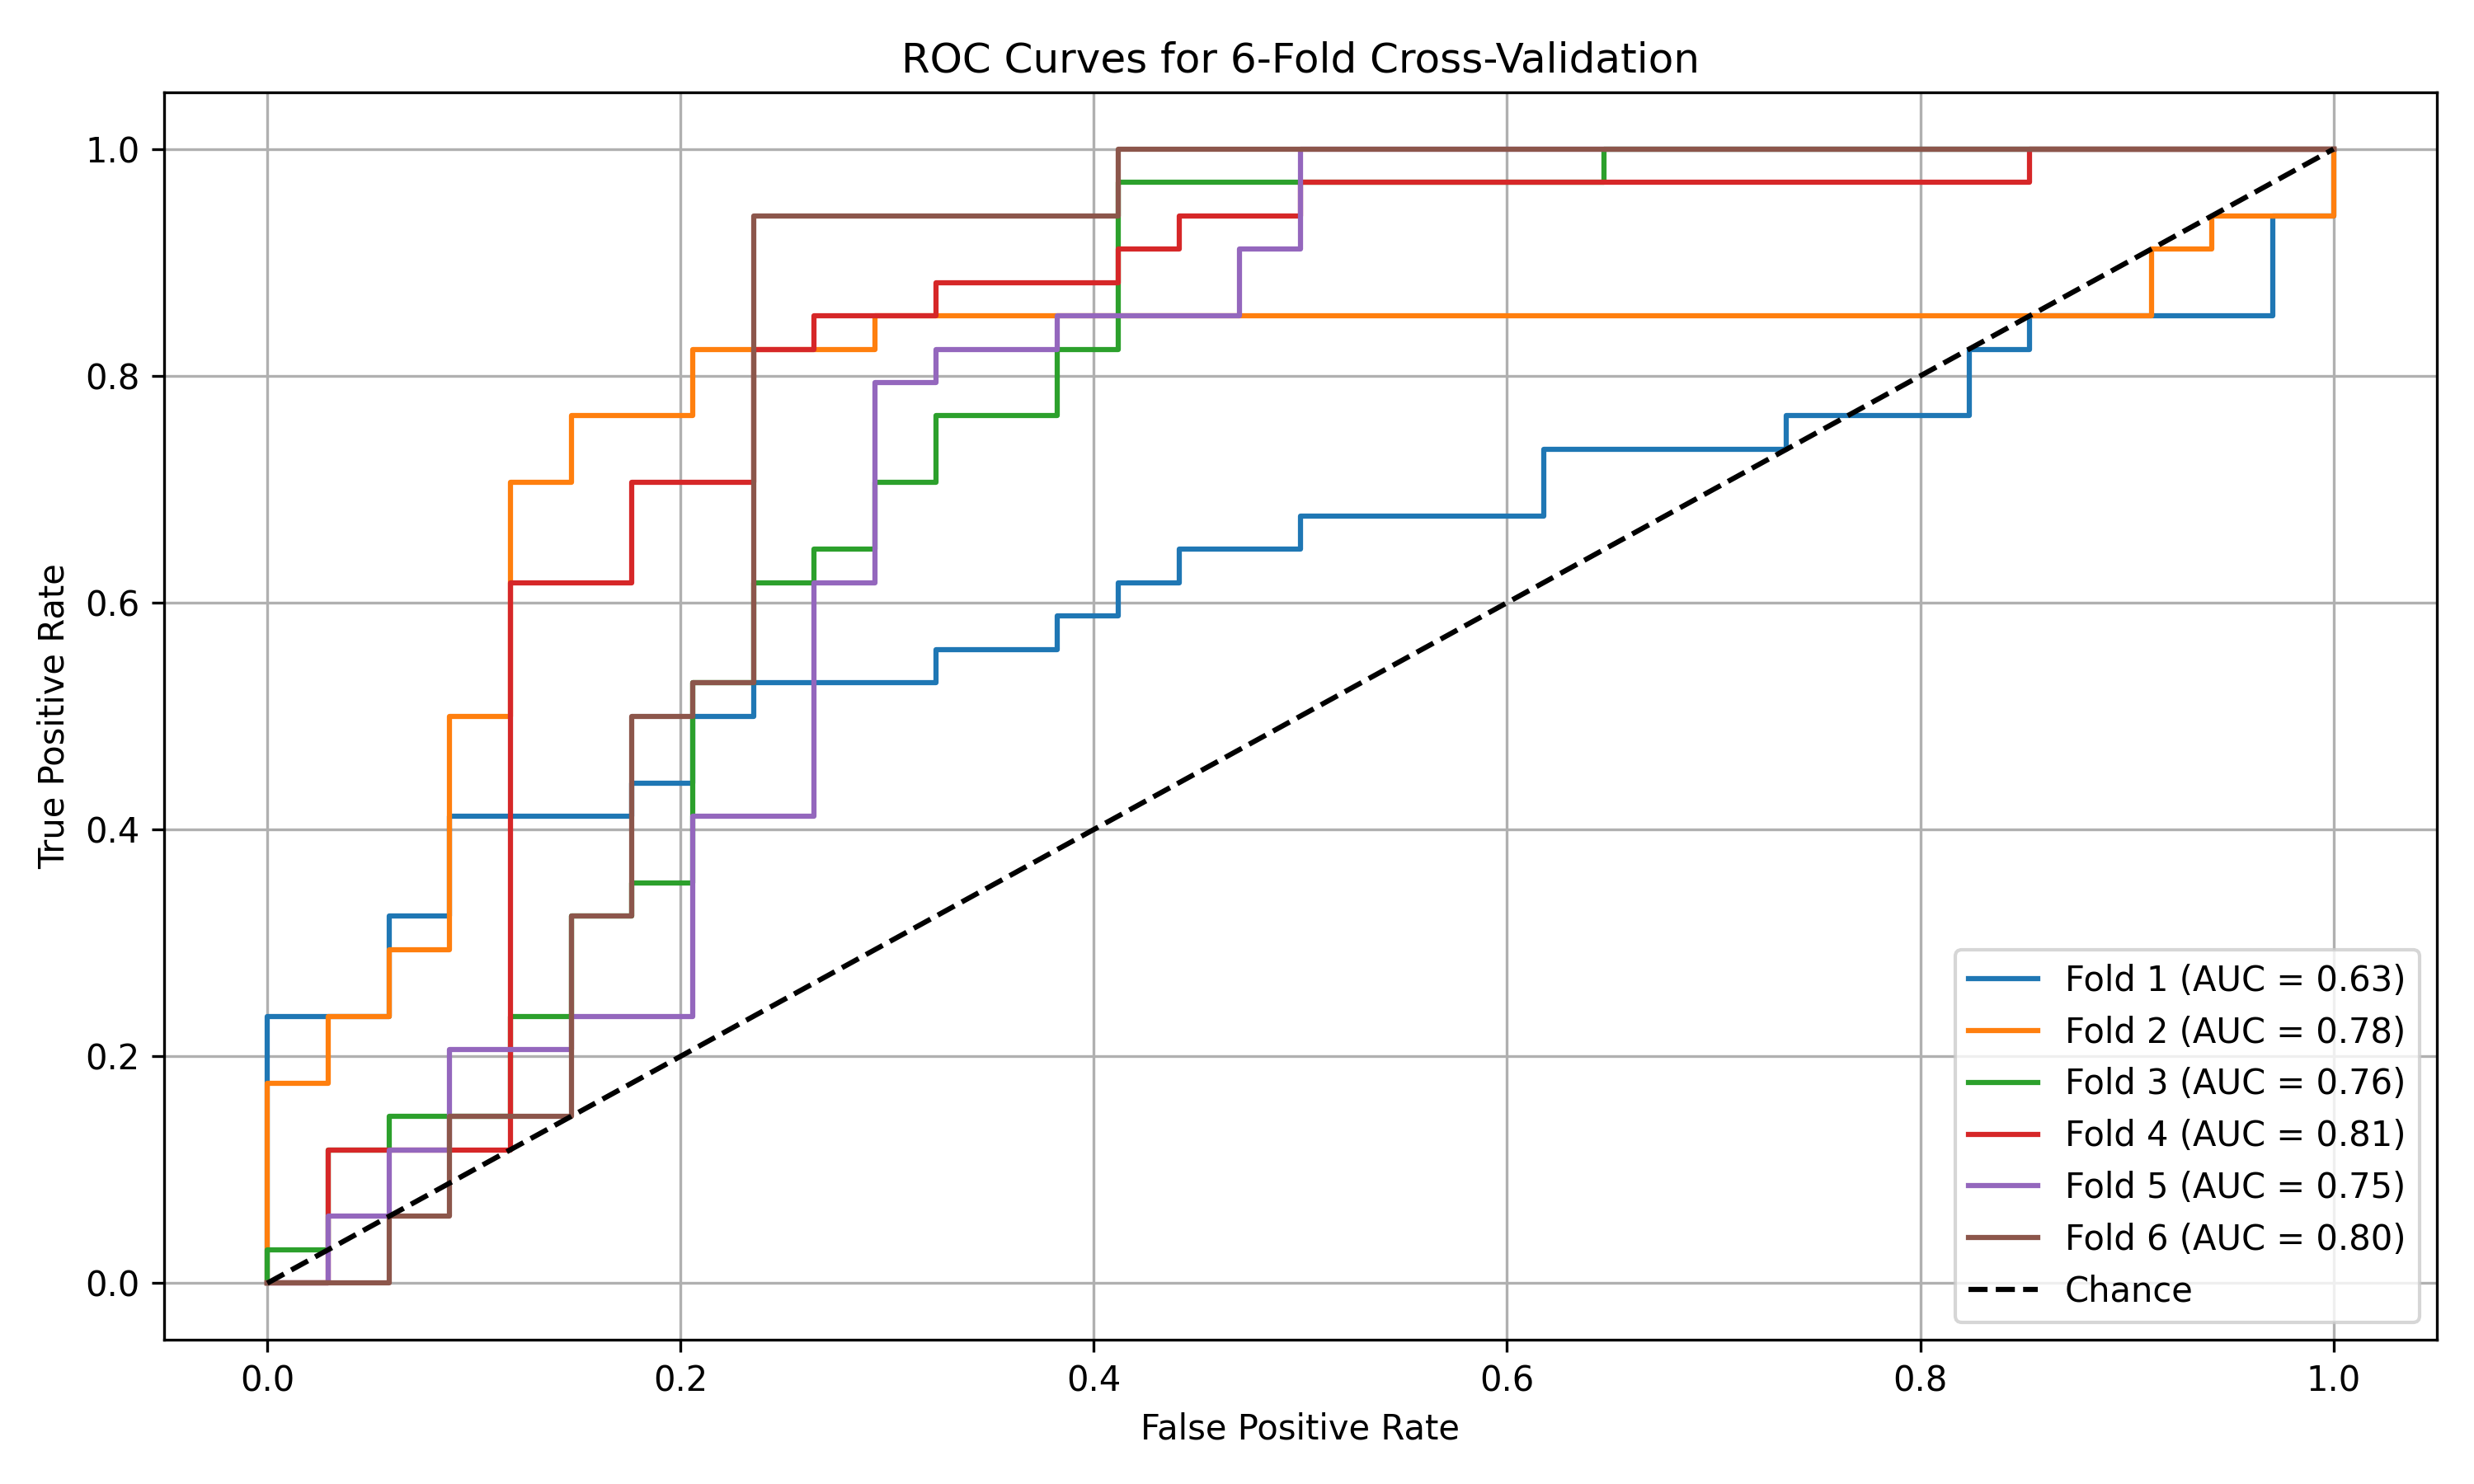 ROC Curves for 6-Fold Cross-Validation
True Positive Rate
1.0
0.8
0.6
0.4
0.2
0.0
0.0 0.2 0.4 0.6 0.8 1.0
False Positive Rate
Fold 1 (AUC = 0.63)
Fold 2 (AUC = 0.78)
Fold 3 (AUC = 0.76)
Fold 4 (AUC = 0.81)
Fold 5 (AUC = 0.75)
Fold 6 (AUC = 0.80)
Chance